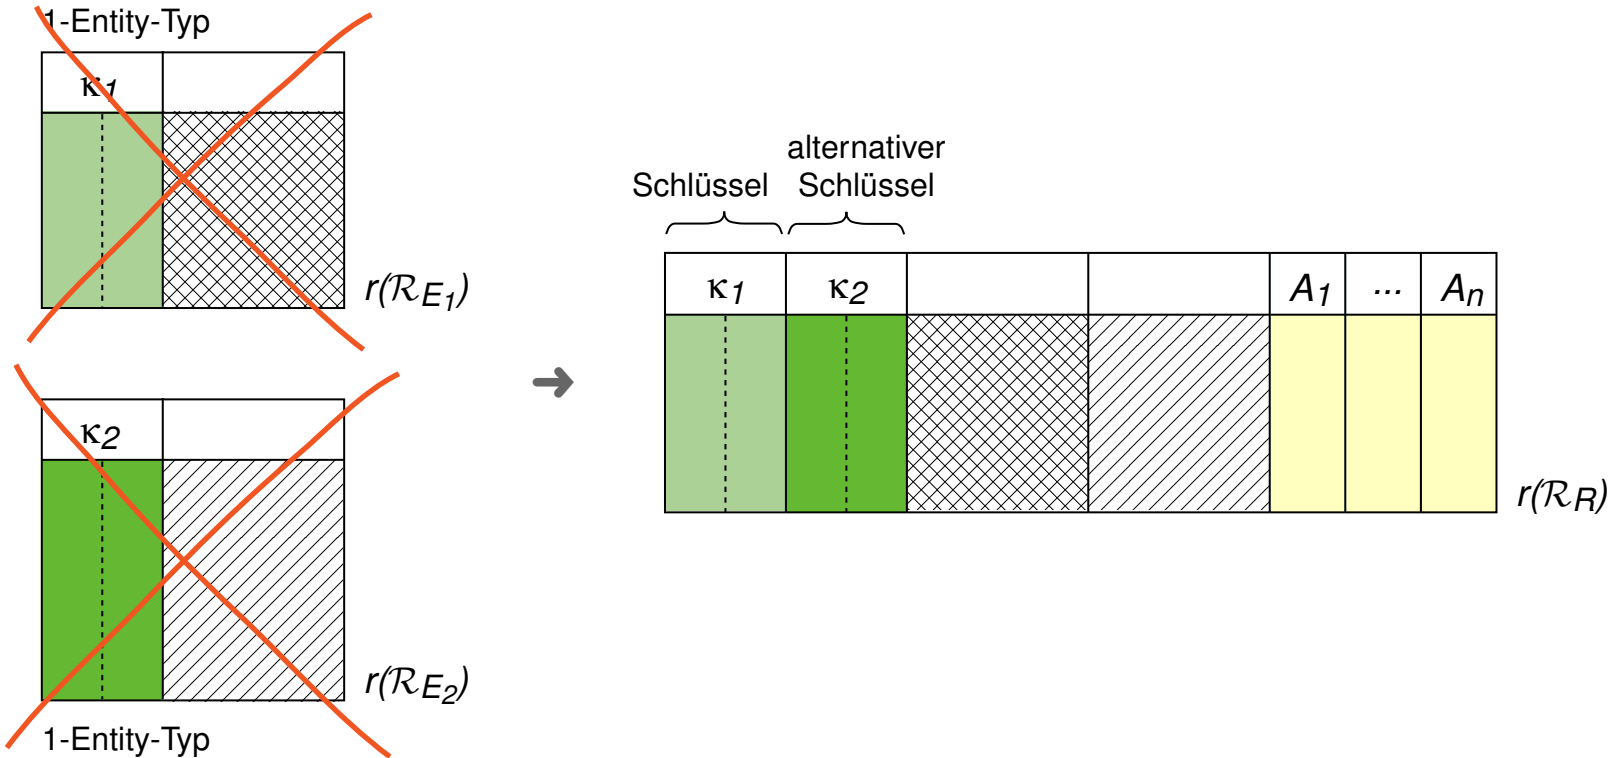 1-Entity-Typ
κ1
r(ℛE1)
κ2
r(ℛE2)
1-Entity-Typ
alternativer
Schlüssel Schlüssel
κ1 κ2 A1 ... An
r(ℛR)